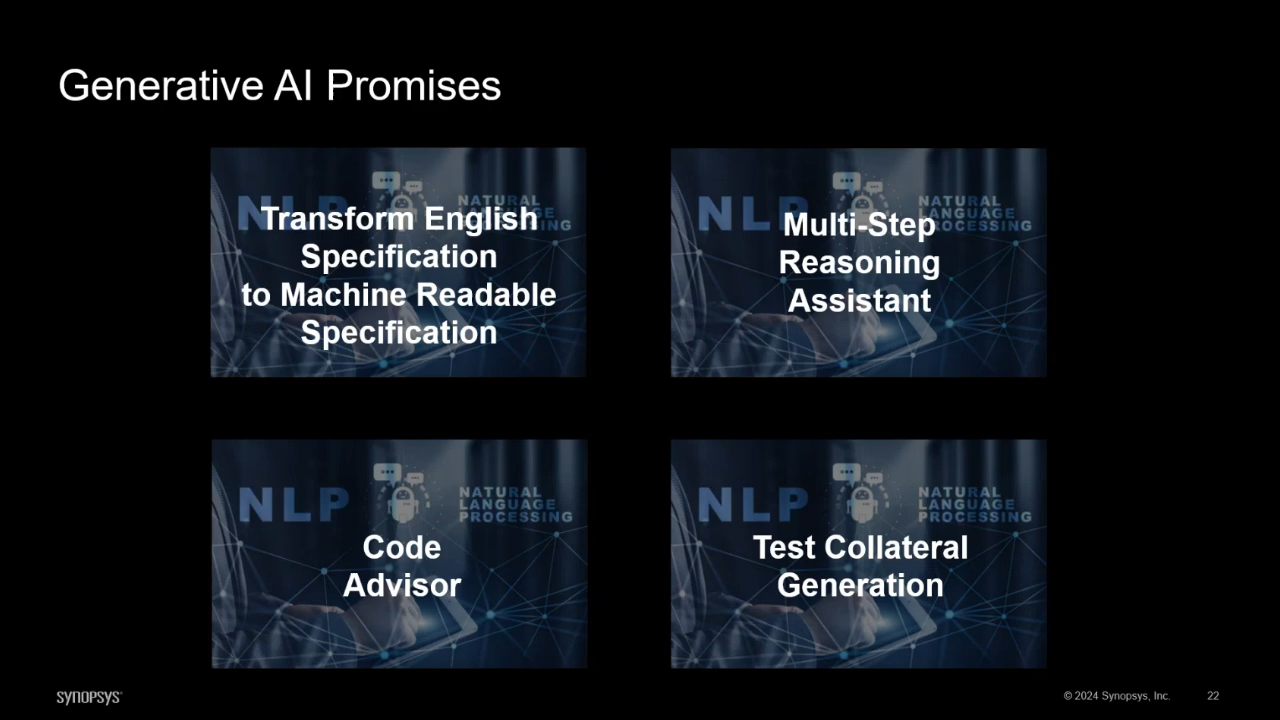 Generative AI Promises
NLP
NATURAL
LANGUAGE
PROCESSING
Transform English
Specification
to Machine Readable
Specification
NLP
NATURAL
LANGUAGE
PROCESSING
Multi-Step
Reasoning
Assistant
NLP
NATURAL
LANGUAGE
PROCESSING
Code
Advisor
NLP
NATURAL
LANGUAGE
PROCESSING
Test Collateral
Generation
SYNOPSYS®
© 2024 Synopsys, Inc. 22